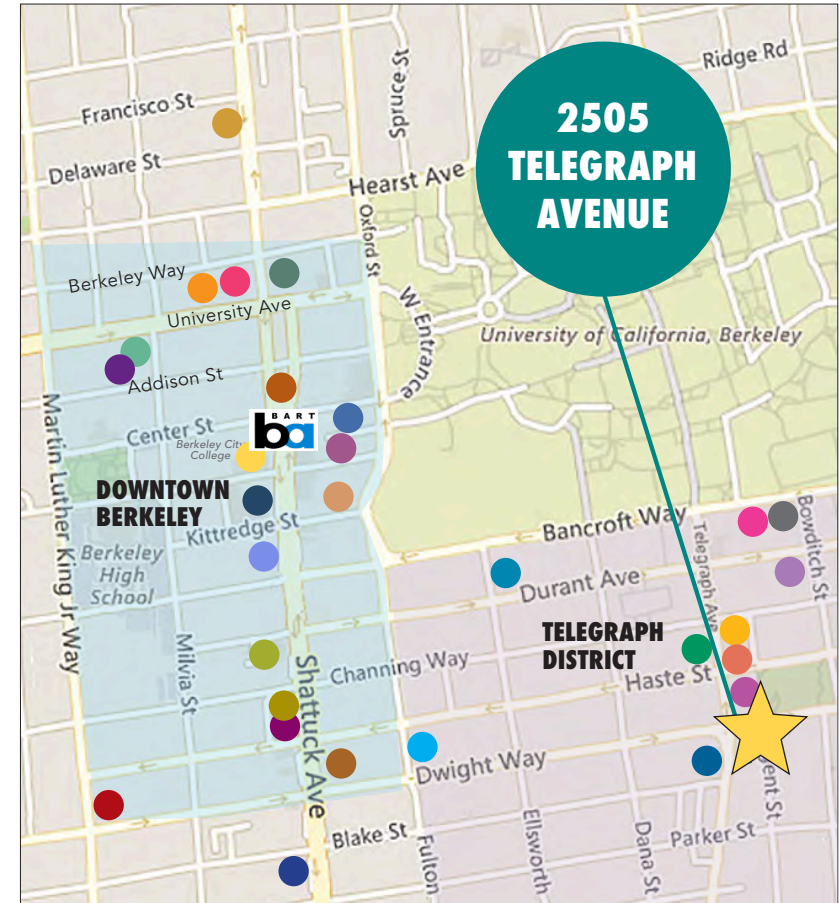 Francisco St
Spruce St
Ridge Rd
2505
TELEGRAPH
AVENUE
Delaware St
Hearst Ave
Oxford St
Berkeley Way
University Ave
W Entrance
University of California, Berkeley
Addison St
Martin Luther King Jr Way
Center St
BART
ba
Berkeley City
College
DOWNTOWN
BERKELEY
Kittredge St
Bancroft Way
Telegraph Ave
Bowditch St
Berkeley
High
School
Durant Ave
TELEGRAPH
DISTRICT
Milvia St
Shattuck Ave
Channing Way
Haste St
Dwight Way
Blake St
Fulton
Ellsworth
Dana St
Parker St